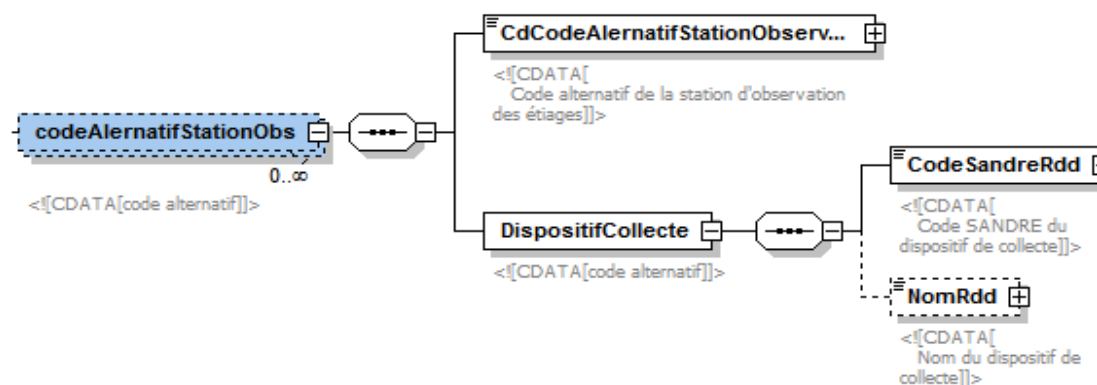 CdCodeAlernatifStationObserv...
<![CDATA[
Code alternatif de la station d'observation
des étiages]]>
codeAlernatifStationObs
0..∞
<![CDATA[code alternatif]]>
DispositifCollecte
<![CDATA[code alternatif]]>
CodeSandreRdd
<![CDATA[
Code SANDRE du
dispositif de collecte]]>
NomRdd
<![CDATA[
Nom du dispositif de
collecte]]>